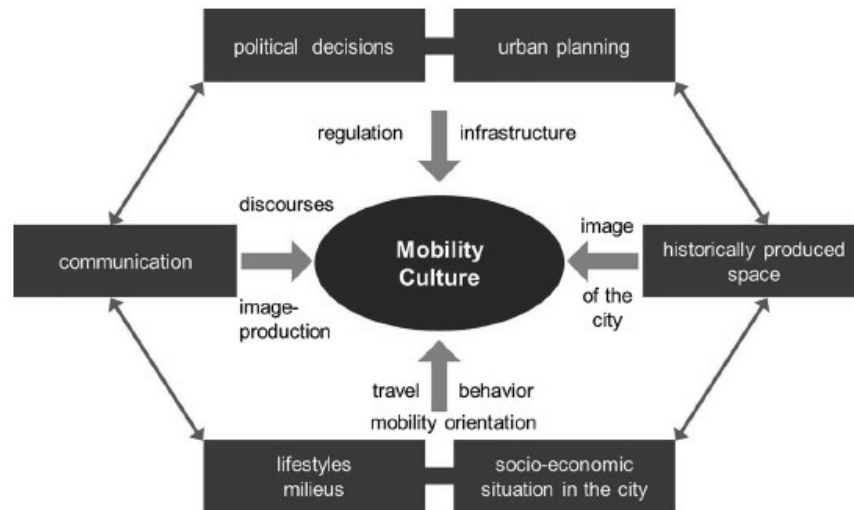 political decisions
urban planning
regulation
infrastructure
discourses
communication
image-
production
Mobility
Culture
image
of the
city
historically produced
space
travel
behavior
mobility orientation
lifestyles
milieus
socio-economic
situation in the city